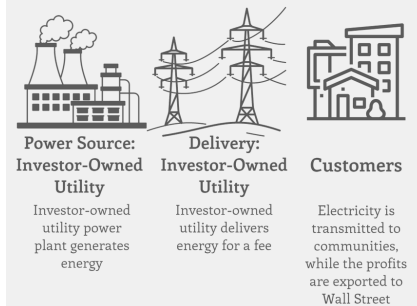 Power Source:
Investor-Owned
Utility
Investor-owned
utility power
plant generates
energy
Delivery:
Investor-Owned
Utility
Investor-owned
utility delivers
energy for a fee
Customers
Electricity is
transmitted to
communities,
while the profits
are exported to
Wall Street